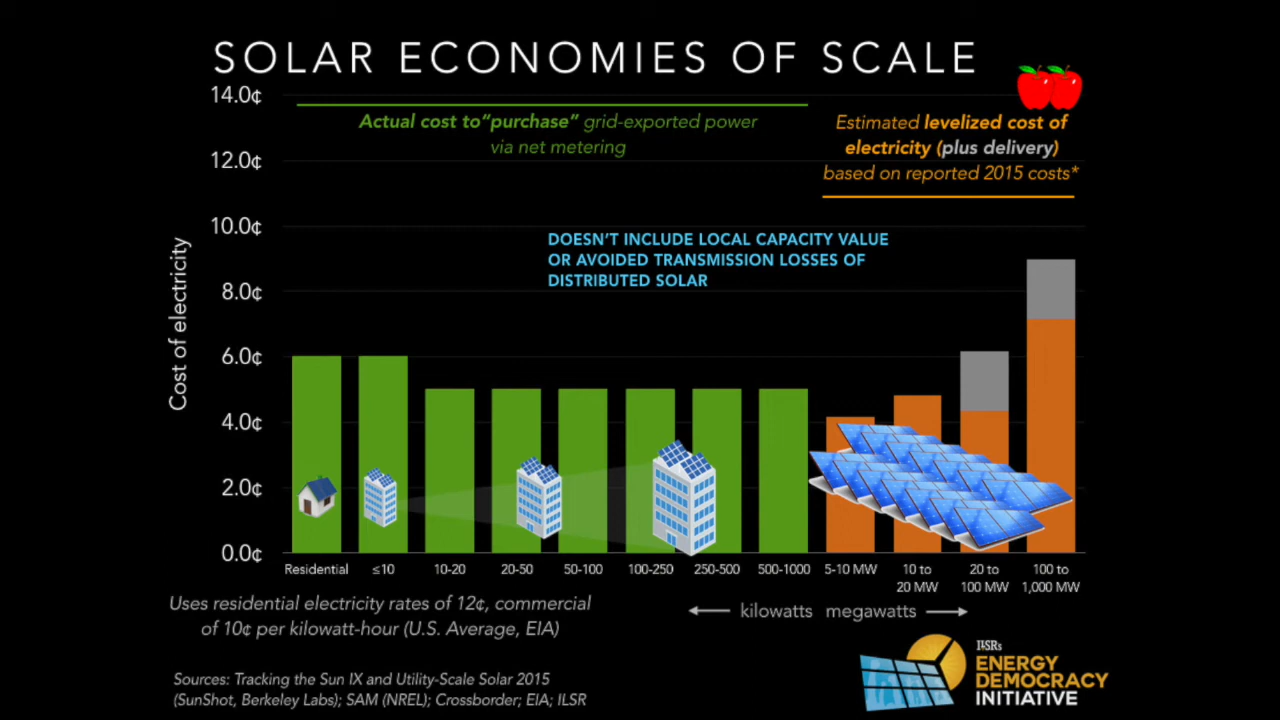 SOLAR ECONOMIES OF SCALE
14.0¢
Actual cost to“purchase” grid-exported power
via net metering
Estimated levelized cost of
electricity (plus delivery)
based on reported 2015 costs*
12.0¢
10.0¢
DOESN’T INCLUDE LOCAL CAPACITY VALUE
OR AVOIDED TRANSMISSION LOSSES OF
DISTRIBUTED SOLAR
Cost of electricity
8.0¢
6.0¢
4.0¢
2.0¢
0.0¢
Residential ≤10 10-20 20-50 50-100 100-250 250-500 500-1000 5-10 MW 10 to 20 to 100 to
20 MW 100 MW 1,000 MW
kilowatts megawatts
Uses residential electricity rates of 12¢, commercial
of 10¢ per kilowatt-hour (U.S. Average, EIA)
Sources: Tracking the Sun IX and Utility-Scale Solar 2015
(SunShot, Berkeley Labs); SAM (NREL); Crossborder; EIA; ILSR
ILSRs
ENERGY
DEMOCRACY
INITIATIVE